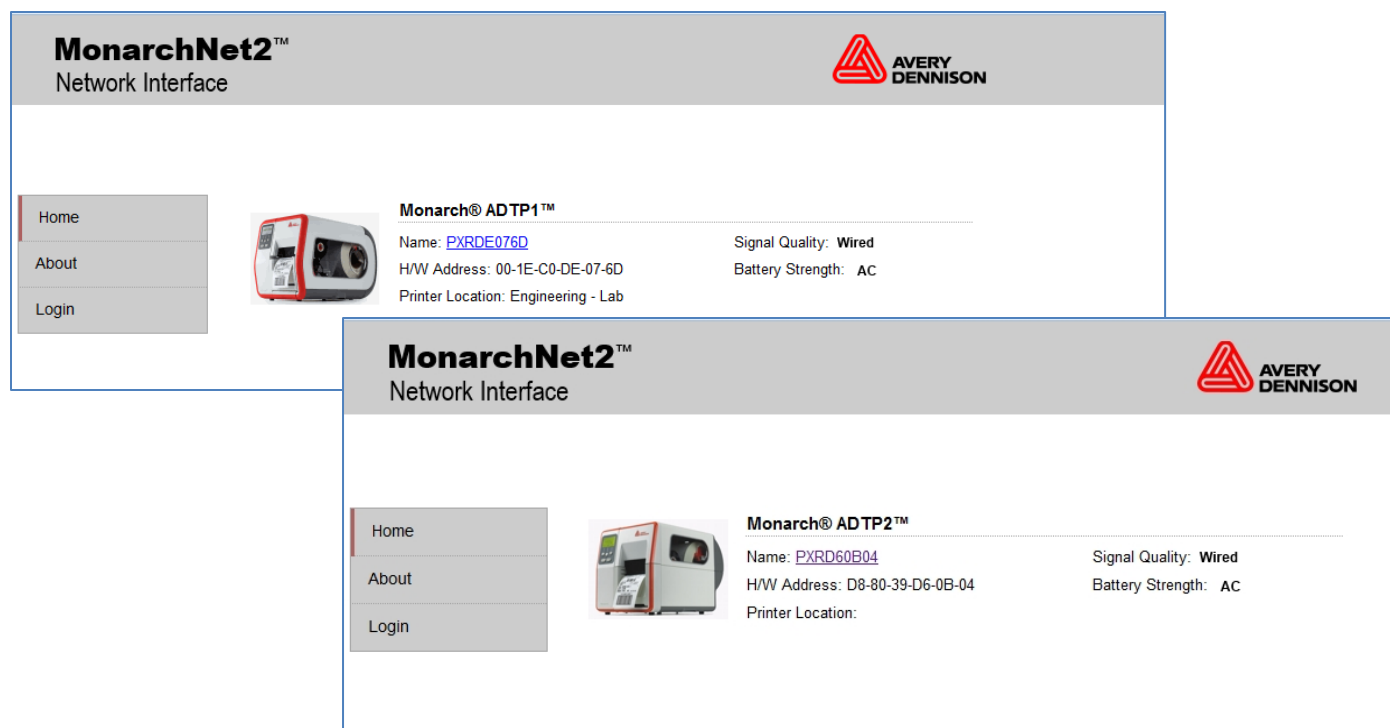 MonarchNet2™
Network Interface
AVERY
DENNISON
Home
About
Login
Monarch® ADTP1™
Name: PXRDE076D
Signal Quality: Wired
H/W Address: 00-1E-C0-DE-07-6D
Battery Strength: AC
Printer Location: Engineering - Lab
MonarchNet2™
Network Interface
AVERY
DENNISON
Home
About
Login
Monarch® ADTP2™
Name: PXRD60B04
Signal Quality: Wired
H/W Address: D8-80-39-D6-0B-04
Battery Strength: AC
Printer Location: